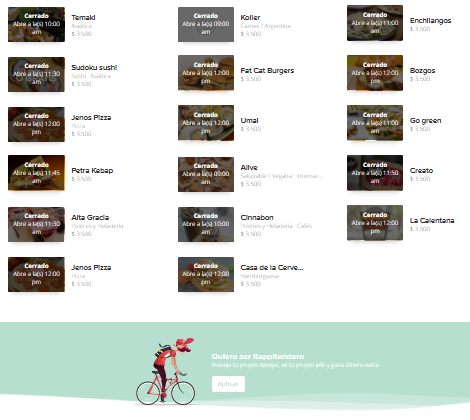 Cerrado
Abre a la(s) 10:00
am
Temaki
Asiática
$ 3.500
Cerrado
Abre a la(s) 11:30
am
Sudoku sushi
Sushi · Asiática
$ 3.500
Cerrado
Abre a la(s) 12:00
pm
Jenos Pizza
Pizza
$ 3.500
Cerrado
Abre a la(s) 11:45
am
Petra Kebap
$ 3.500
Cerrado
Abre a la(s) 11:30
am
Alta Gracia
Postres y Heladería
$ 3.500
Cerrado
Abre a la(s) 12:00
pm
Jenos Pizza
Pizza
$ 3.500
Cerrado
Abre a la(s) 09:00
am
Koller
Carnes / Argentina
$ 3.500
Cerrado
Abre a la(s) 12:00
pm
Fat Cat Burgers
$ 3.500
Cerrado
Abre a la(s) 12:00
pm
Umai
$ 3.500
Cerrado
Abre a la(s) 09:00
am
Alive
Saludable / Vegana · Internac...
$ 3.500
Cerrado
Abre a la(s) 10:00
am
Cinnabon
Postres y Heladería · Cafés
$ 3.500
Cerrado
Abre a la(s) 12:00
pm
Casa de la Cerve...
Hamburguesa
$ 3.500
Cerrado
Abre a la(s) 11:00
am
Enchilangos
$ 3.500
Cerrado
Abre a la(s) 12:00
pm
Bozgos
$ 3.500
Cerrado
Abre a la(s) 11:00
am
Go green
$ 3.500
Cerrado
Abre a la(s) 11:50
am
Creato
$ 3.500
Cerrado
Abre a la(s) 12:00
pm
La Calentana
$ 3.500
Quiero ser Rappitendero
Maneja tu propio tiempo, sé tu propio jefe y gana dinero extra
Aplicar